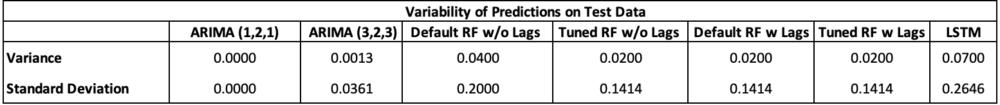 Variability of Predictions on Test Data
ARIMA (1,2,1) ARIMA (3,2,3) Default RF w/o Lags Tuned RF w/o Lags Default RF w Lags Tuned RF w Lags LSTM
Variance 0.0000 0.0013 0.0400 0.0200 0.0200 0.0200 0.0700
Standard Deviation 0.0000 0.0361 0.2000 0.1414 0.1414 0.1414 0.2646